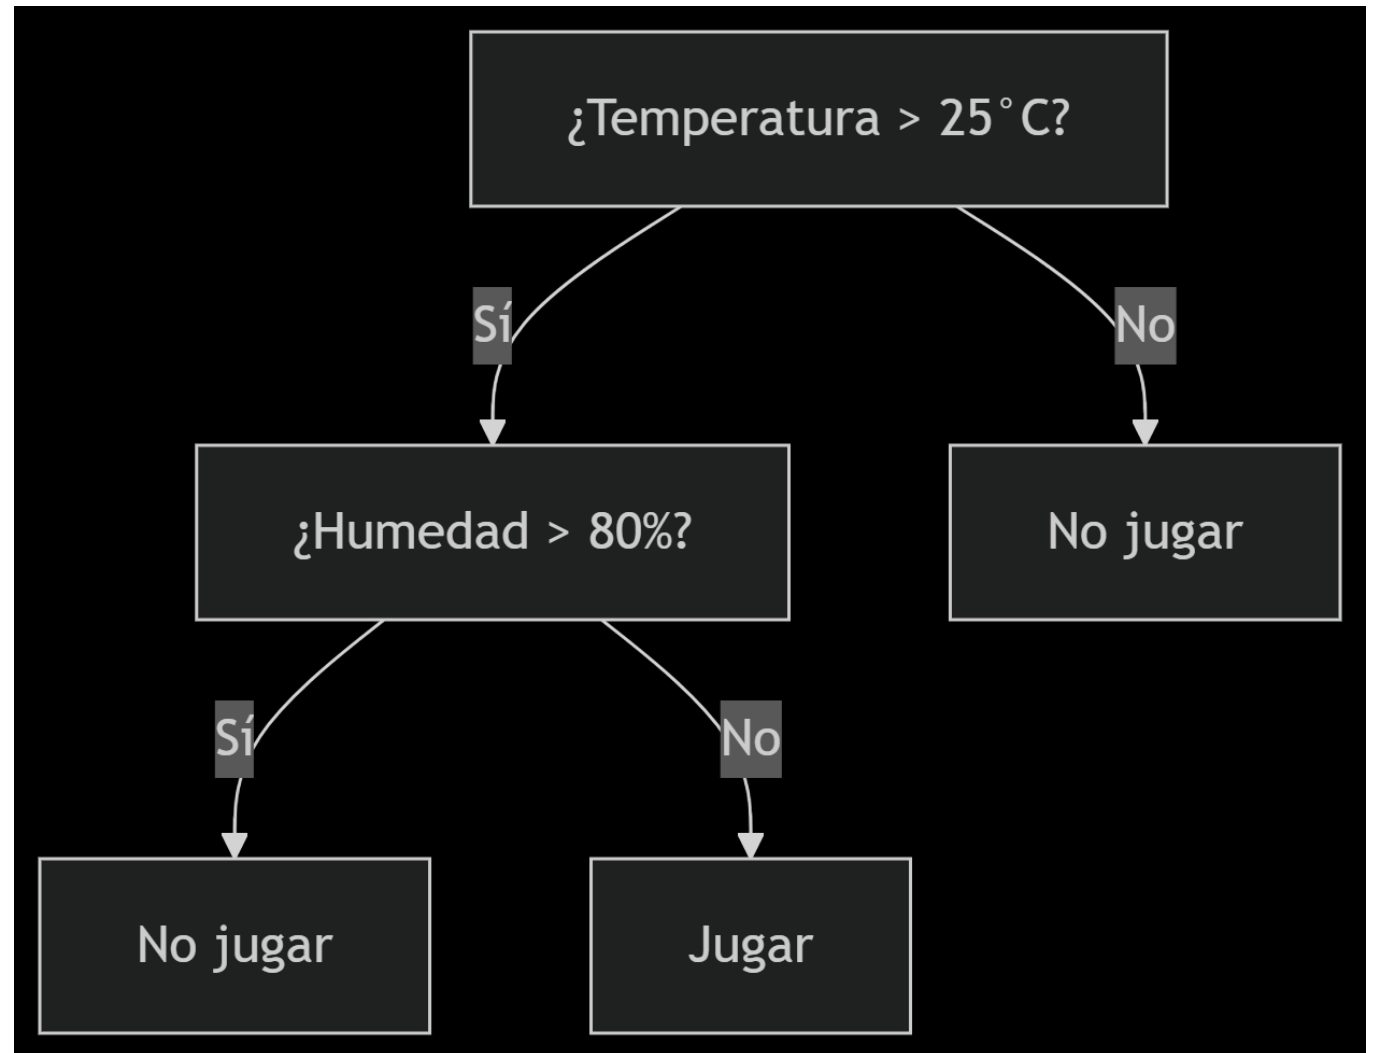 ¿Temperatura > 25°C?
Sí
No
¿Humedad > 80%?
No jugar
Sí
No
No jugar
Jugar